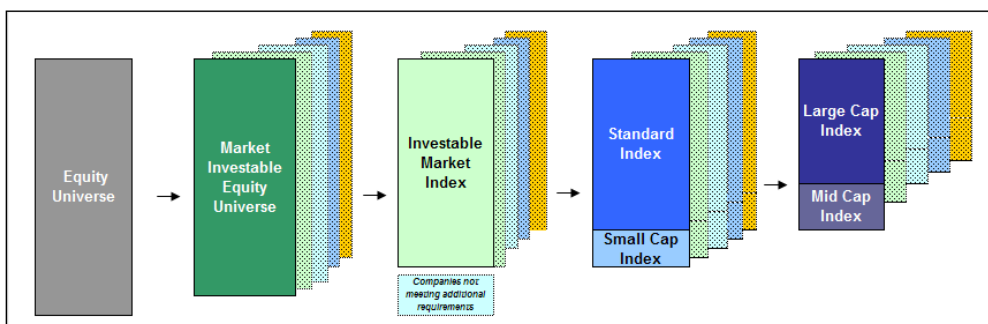 Equity
Universe
Market
Investable
Equity
Universe
Investable
Market
Index
Companies not
meeting additional
requirements
Standard
Index
Small Cap
Index
Large Cap
Index
Mid Cap
Index